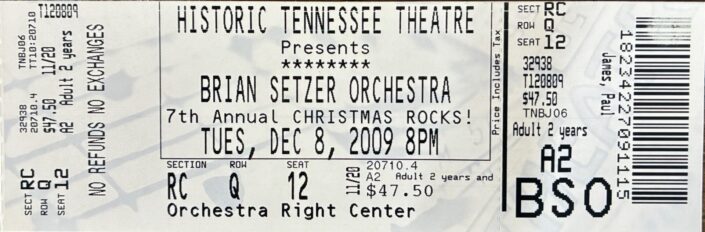 T120809
TNBJ06
TT10:20710
11/20
Adult 2 years
32938
20710.4
$47.50
A2
NO REFUNDS NO EXCHANGES
SECT RC
ROW Q
SEAT 12
HISTORIC TENNESSEE THEATRE
Presents
********
BRIAN SETZER ORCHESTRA
7th Annual CHRISTMAS ROCKS!
TUES, DEC 8, 2009 8PM
SECTION ROW SEAT
RC Q 12
11/20
20710.4
A2 Adult 2 years and
$47.50
Orchestra Right Center
Price Includes Tax
SECT RC
ROW Q
SEAT 12
32938
T120809
$47.50
TNBJ06
Adult 2 years
A2
BSO
James, Paul
18234227091115